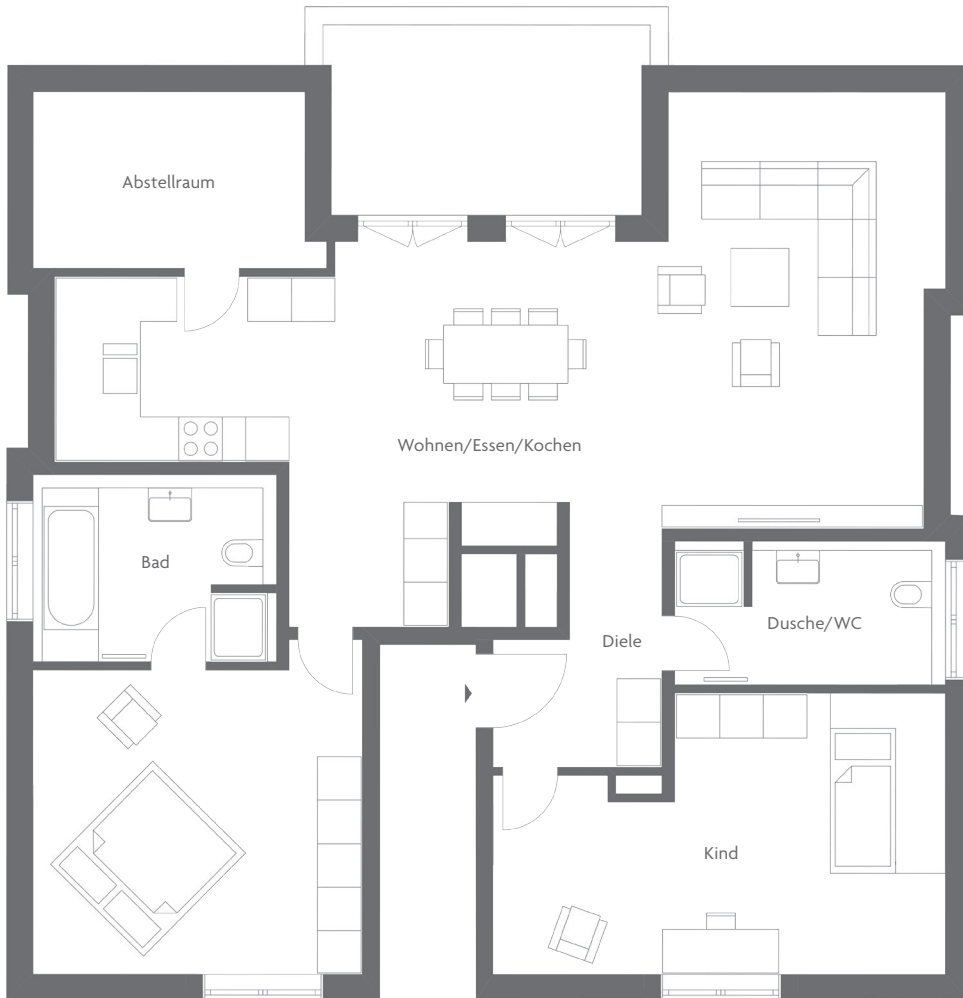 Abstellraum
Wohnen/Essen/Kochen
Bad
Diele
Dusche/WC
Kind